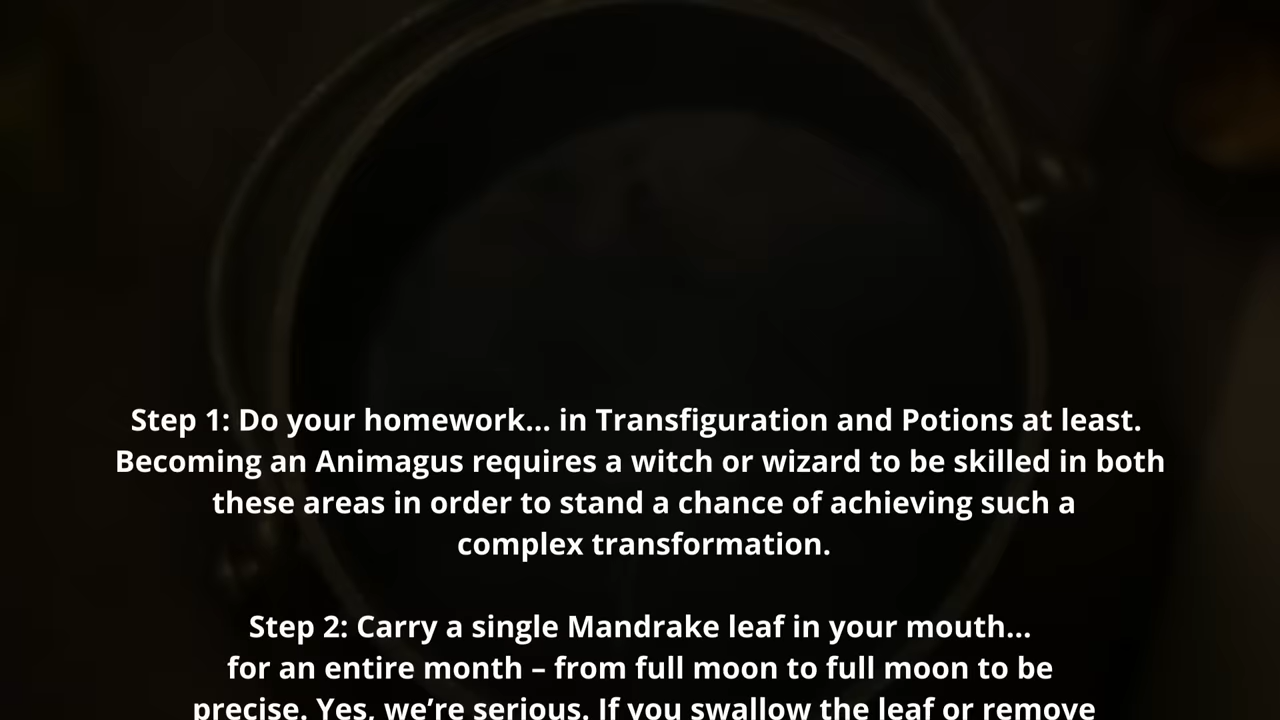 Step 1: Do your homework... in Transfiguration and Potions at least.
Becoming an Animagus requires a witch or wizard to be skilled in both
these areas in order to stand a chance of achieving such a
complex transformation.
Step 2: Carry a single Mandrake leaf in your mouth...
for an entire month – from full moon to full moon to be
precise. Yes, we’re serious. If you swallow the leaf or remove